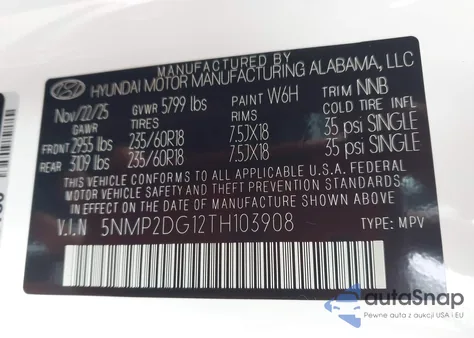 MANUFACTURED BY
HYUNDAI MOTOR MANUFACTURING ALABAMA, LLC
Nov/20/25 GVWR 5799 lbs PAINT W6H TRIM NNB
GAWR TIRES RIMS COLD TIRE INFL
FRONT 2955 lbs 235/60R18 7.5JX18 35 psi SINGLE
REAR 3109 lbs 235/60R18 7.5JX18 35 psi SINGLE
THIS VEHICLE CONFORMS TO ALL APPLICABLE U.S.A. FEDERAL
MOTOR VEHICLE SAFETY, THEFT PREVENTION AND BUMPER
STANDARDS IN EFFECT ON THE DATE OF MANUFACTURE SHOWN
ABOVE.
V.I.N 5NMP2DG12TH103908 TYPE: MPV
autaSnap
Pewne auta z aukcji USA i EU